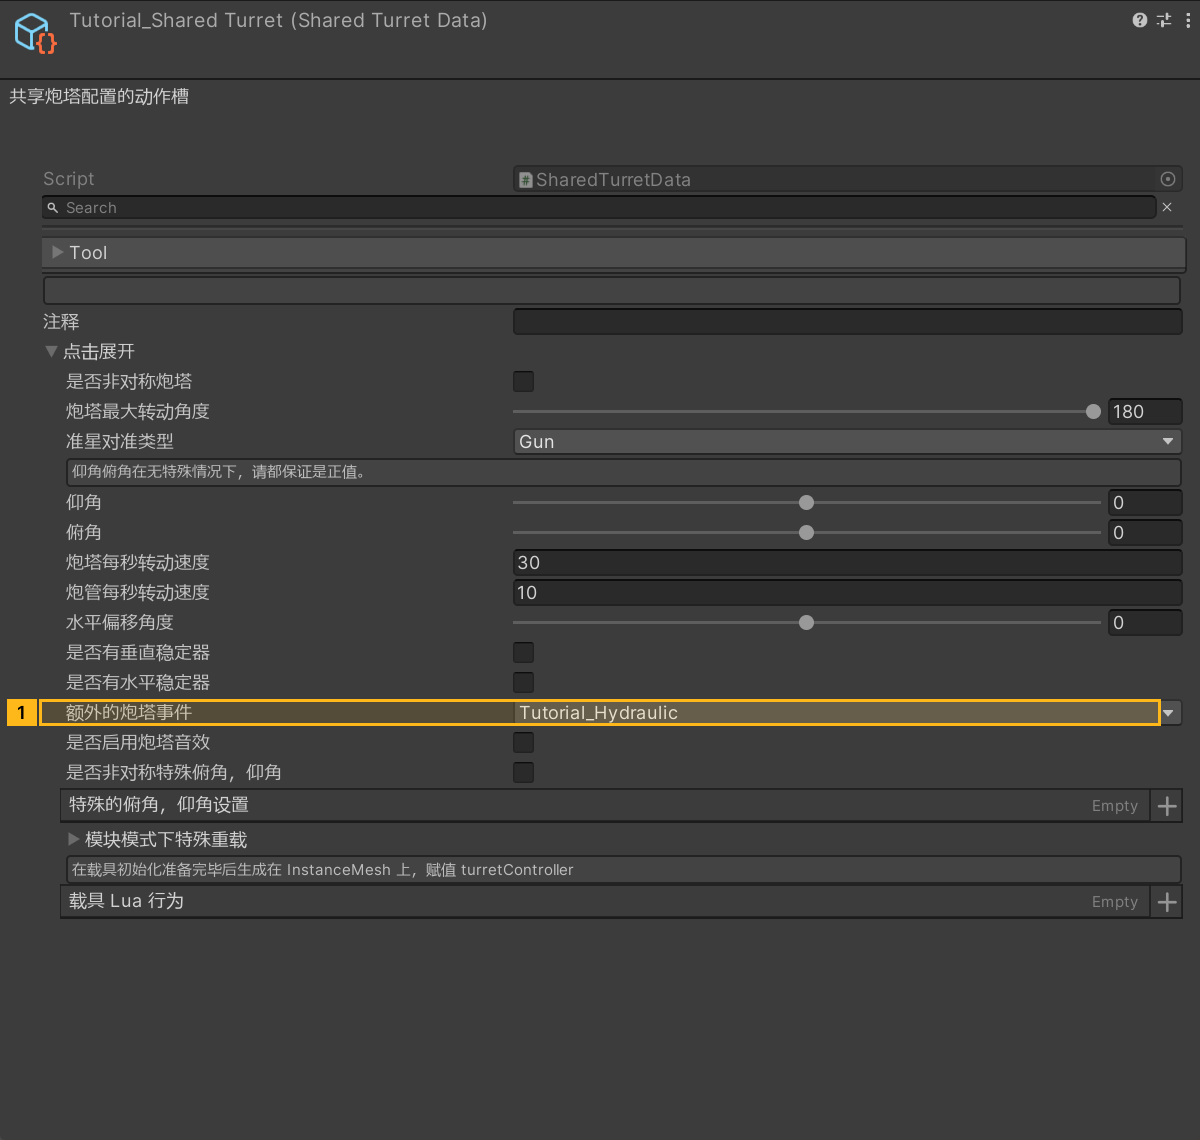 Tutorial_Shared Turret (Shared Turret Data)
共享炮塔配置的动作槽
Script
SharedTurretData
Search
Tool
注释
点击展开
是否非对称炮塔
炮塔最大转动角度 180
准星对准类型 Gun
仰角俯角在无特殊情况下，请都保证是正值。
仰角 0
俯角 0
炮塔每秒转动速度 30
炮管每秒转动速度 10
水平偏移角度 0
是否有垂直稳定器
是否有水平稳定器
1 额外的炮塔事件 Tutorial_Hydraulic
是否启用炮塔音效
是否非对称特殊俯角，仰角
特殊的俯角，仰角设置 Empty
模块模式下特殊重载
在载具初始化准备完毕后生成在 InstanceMesh 上，赋值 turretController
载具 Lua 行为 Empty